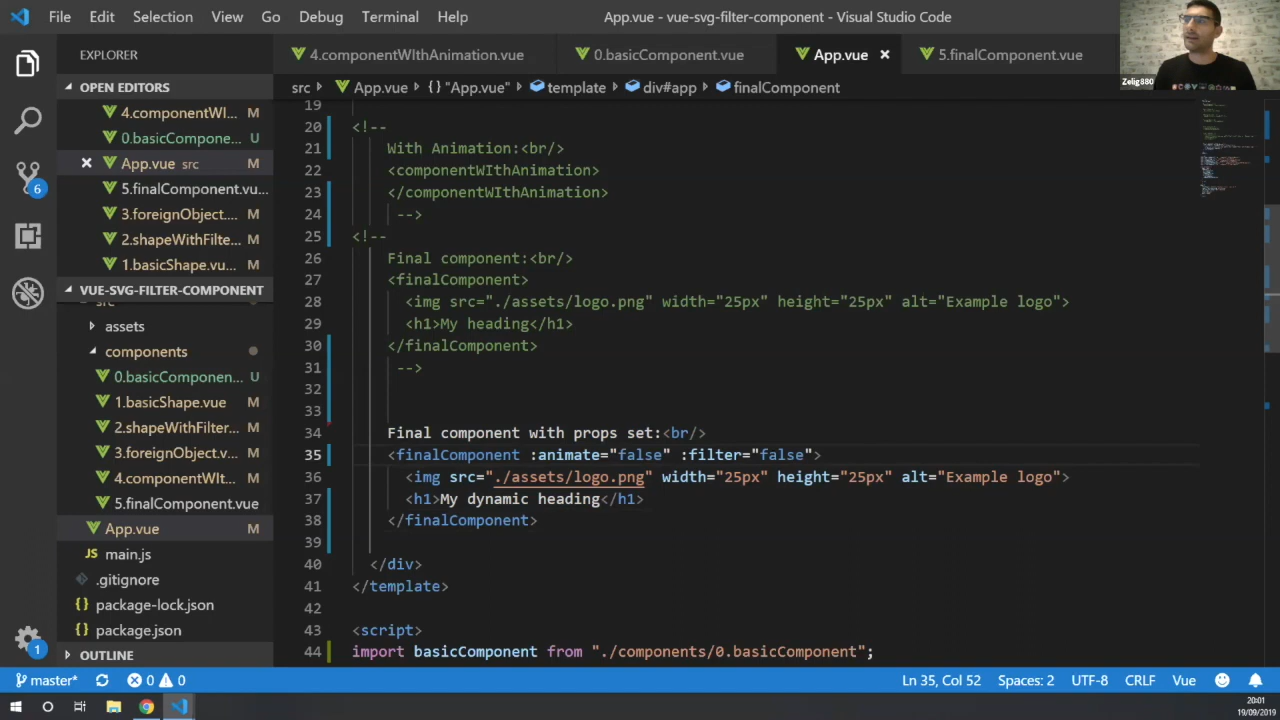 File Edit Selection View Go Debug Terminal Help App.vue - vue-svg-filter-component - Visual Studio Code
EXPLORER
4.componentWIthAnimation.vue 0.basicComponent.vue App.vue 5.finalComponent.vue
Zelig880
OPEN EDITORS
src › App.vue › {} "App.vue" › template › div#app › finalComponent
4.componentWI... M
0.basicCompone... U
App.vue src M
5.finalComponent.vu...
3.foreignObject.... M
2.shapeWithFilte... M
1.basicShape.vu... M
VUE-SVG-FILTER-COMPONENT
src
assets
components
0.basicComponen... U
1.basicShape.vue M
2.shapeWithFilter... M
3.foreignObject.v... M
4.componentWIt... M
5.finalComponent.vue
App.vue M
JS main.js
.gitignore
{} package-lock.json
{} package.json
OUTLINE
6
1
19
20 <!--
21 With Animation:<br/>
22 <componentWIthAnimation>
23 </componentWIthAnimation>
24 -->
25 <!--
26 Final component:<br/>
27 <finalComponent>
28 <img src="./assets/logo.png" width="25px" height="25px" alt="Example logo">
29 <h1>My heading</h1>
30 </finalComponent>
31 -->
32
33
34 Final component with props set:<br/>
35 <finalComponent :animate="false" :filter="false">
36 <img src="./assets/logo.png" width="25px" height="25px" alt="Example logo">
37 <h1>My dynamic heading</h1>
38 </finalComponent>
39
40 </div>
41 </template>
42
43 <script>
44 import basicComponent from "./components/0.basicComponent";
master* 0 0 Ln 35, Col 52 Spaces: 2 UTF-8 CRLF Vue
20:01
19/09/2019